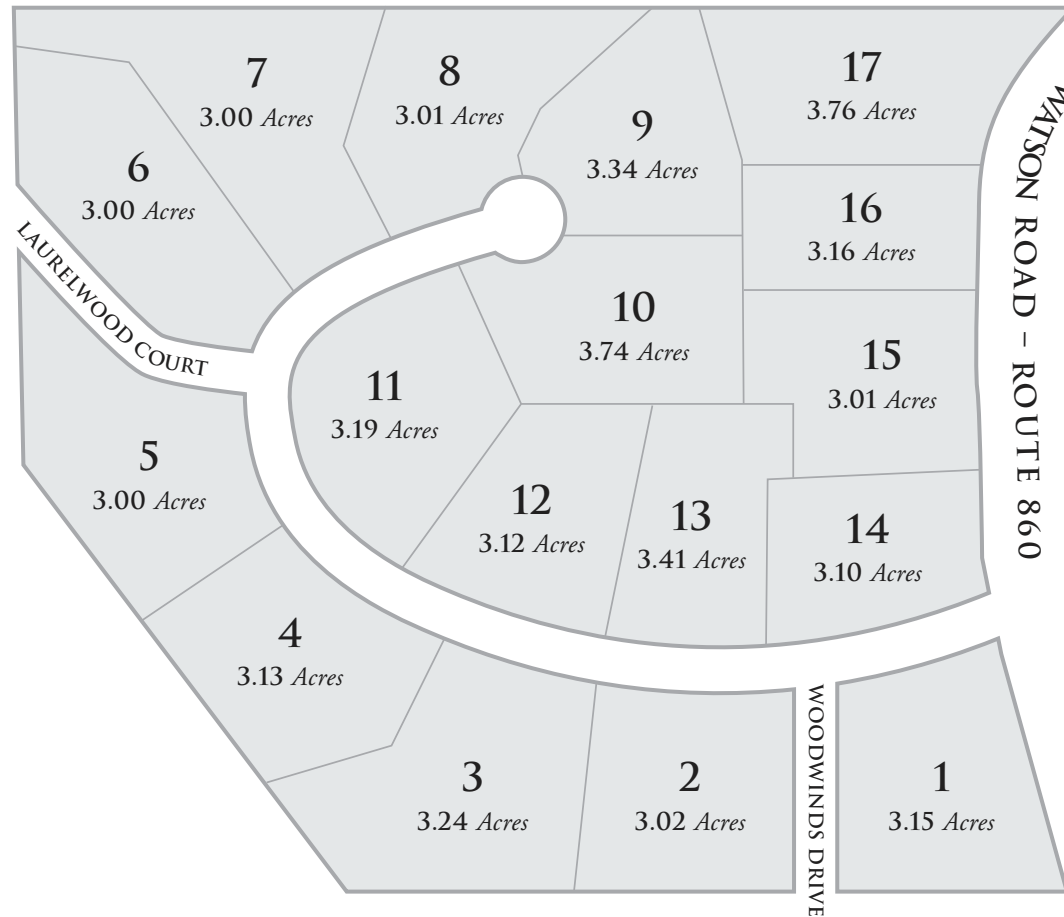 7
3.00 Acres
8
3.01 Acres
17
3.76 Acres
9
3.34 Acres
6
3.00 Acres
16
3.16 Acres
WATSON ROAD – ROUTE 860
LAURELWOOD COURT
10
3.74 Acres
15
3.01 Acres
11
3.19 Acres
5
3.00 Acres
12
3.12 Acres
13
3.41 Acres
14
3.10 Acres
4
3.13 Acres
3
3.24 Acres
2
3.02 Acres
WOODWINDS DRIVE
1
3.15 Acres